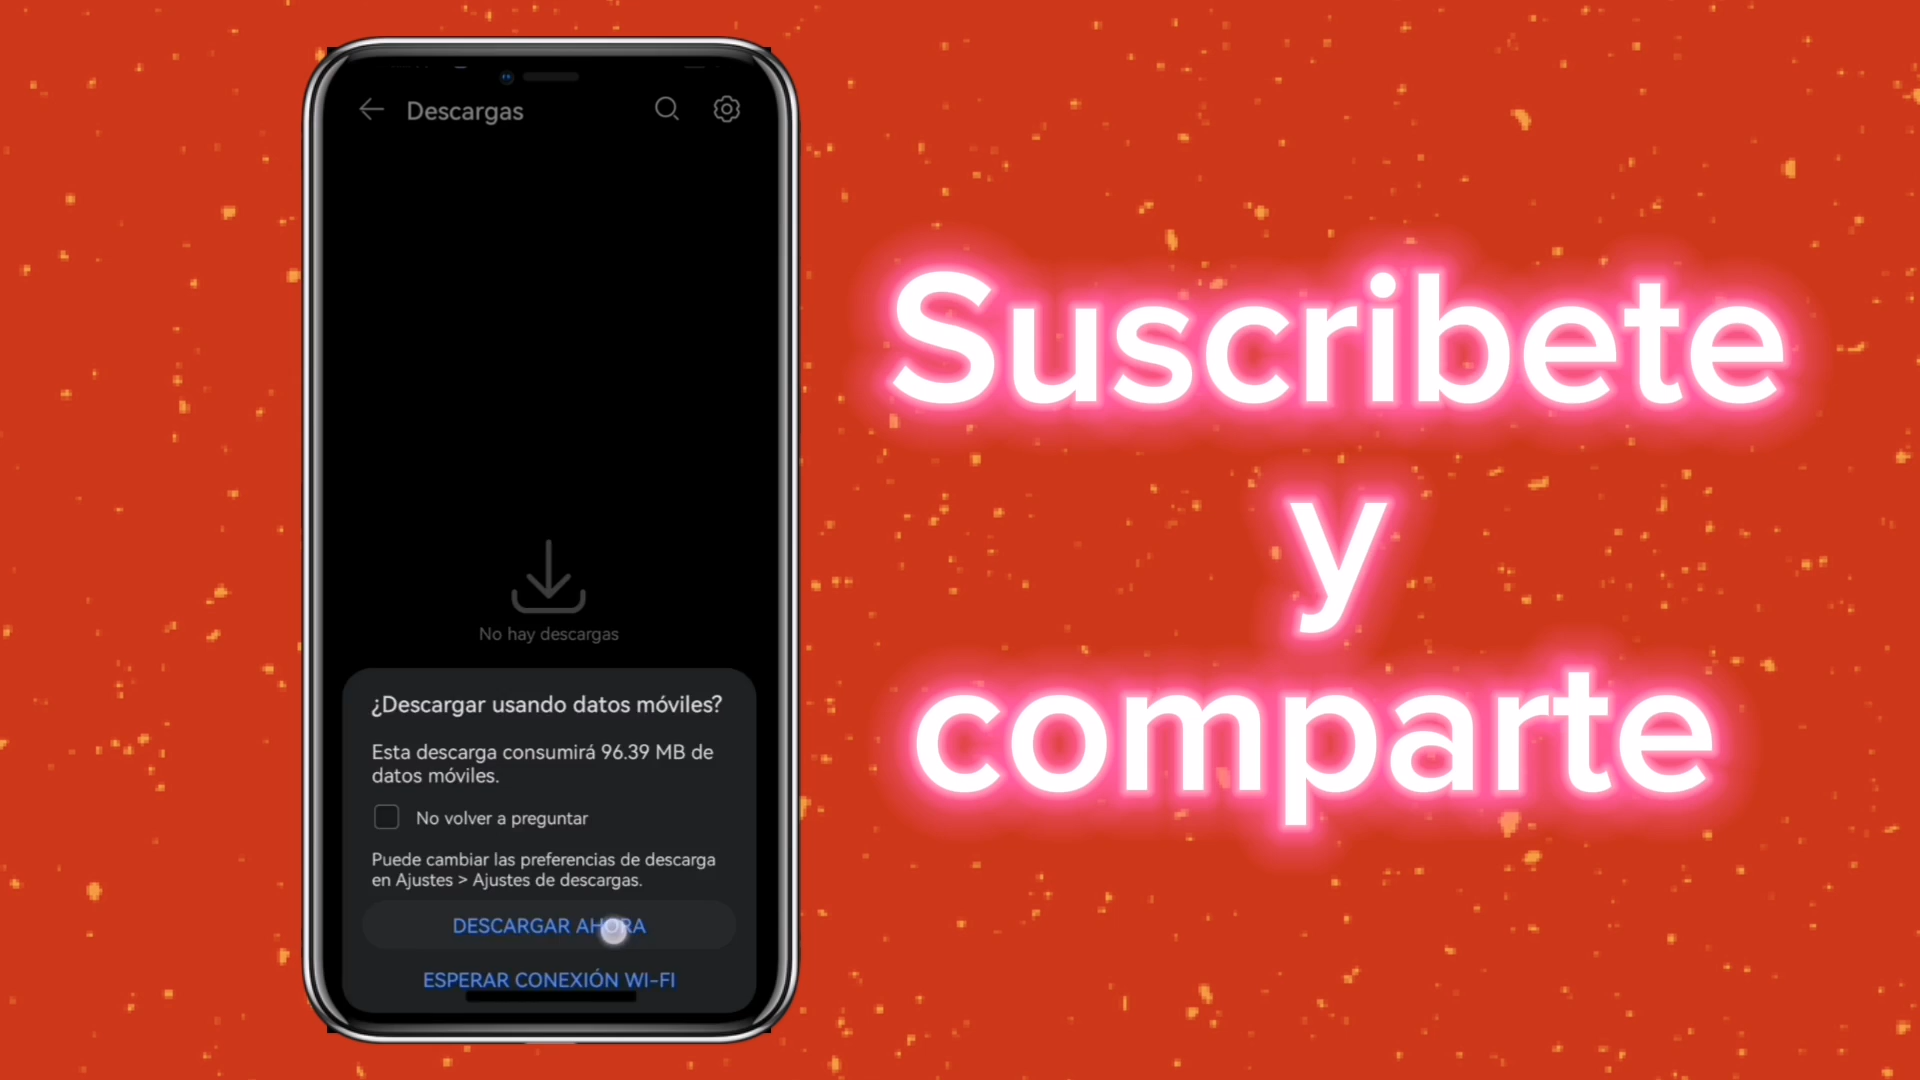 Descargas
No hay descargas
¿Descargar usando datos móviles?
Esta descarga consumirá 96.39 MB de
datos móviles.
No volver a preguntar
Puede cambiar las preferencias de descarga
en Ajustes > Ajustes de descargas.
DESCARGAR AHORA
ESPERAR CONEXIÓN WI-FI
Suscribete
y
comparte